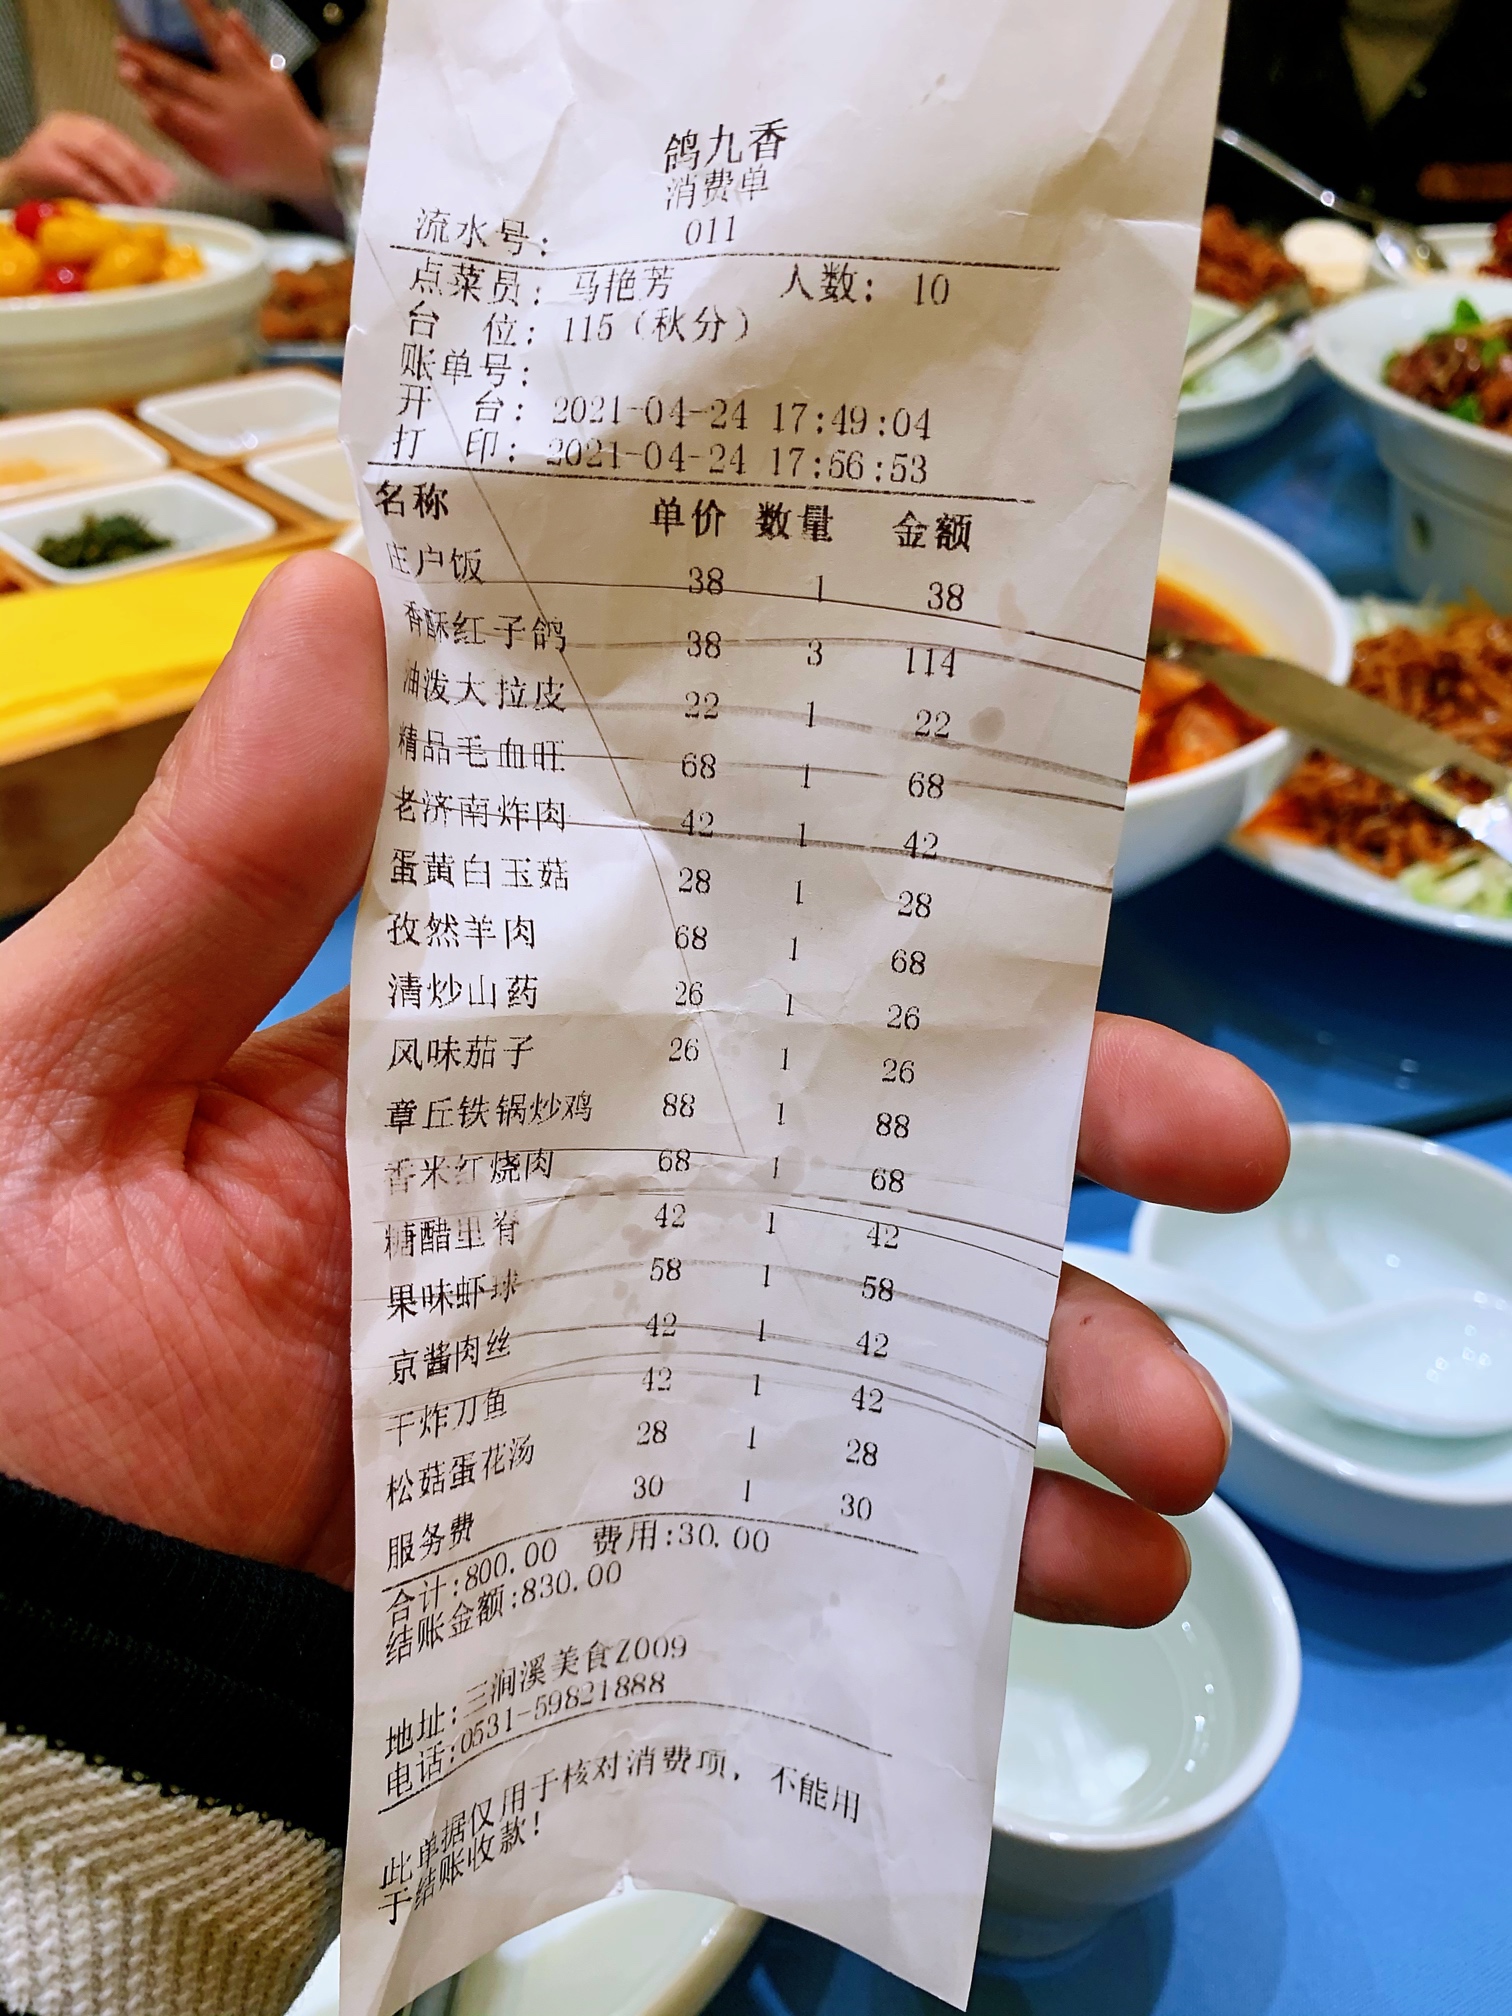 鸽九香
消费单
流水号: 011
点菜员: 马艳芳 人数: 10
台 位: 115(秋分)
账单号:
开 台: 2021-04-24 17:49:04
打 印: 2021-04-24 17:56:53
名称 单价 数量 金额
庄户饭 38 1 38
香酥红子鸽 38 3 114
油泼大拉皮 22 1 22
精品毛血旺 68 1 68
老济南炸肉 42 1 42
蛋黄白玉菇 28 1 28
孜然羊肉 68 1 68
清炒山药 26 1 26
风味茄子 26 1 26
章丘铁锅炒鸡 88 1 88
香米红烧肉 68 1 68
糖醋里脊 42 1 42
果味虾球 58 1 58
京酱肉丝 42 1 42
干炸刀鱼 42 1 42
松菇蛋花汤 28 1 28
服务费 30 1 30
合计:800.00 费用:30.00
结账金额:830.00
地址:三涧溪美食Z009
电话:0531-59821888
此单据仅用于核对消费项, 不能用
于结账收款!